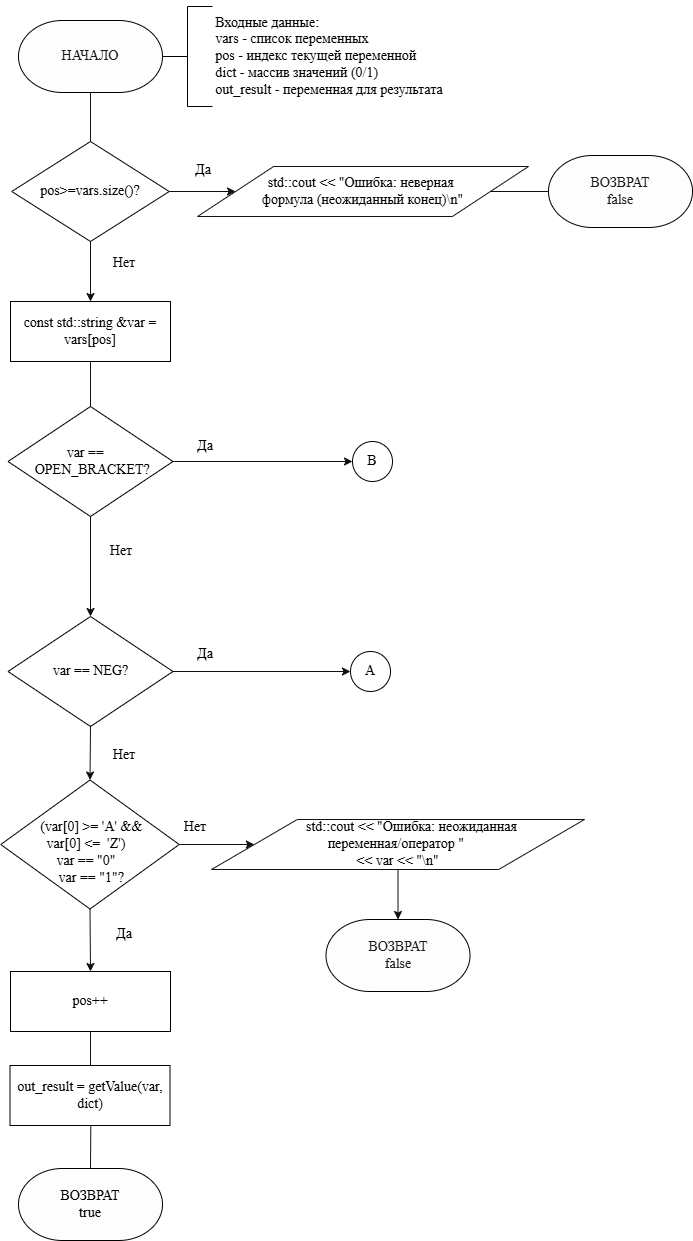 НАЧАЛО
Входные данные:
vars - список переменных
pos - индекс текущей переменной
dict - массив значений (0/1)
out_result - переменная для результата
pos>=vars.size()?
Да
std::cout << "Ошибка: неверная
формула (неожиданный конец)\n"
ВОЗВРАТ
false
Нет
const std::string &var =
vars[pos]
var ==
OPEN_BRACKET?
Да
B
Нет
var == NEG?
Да
A
Нет
(var[0] >= 'A' &&
var[0] <= 'Z')
var == "0"
var == "1"?
Нет
std::cout << "Ошибка: неожиданная
переменная/оператор "
<< var << "\n"
ВОЗВРАТ
false
Да
pos++
out_result = getValue(var,
dict)
ВОЗВРАТ
true